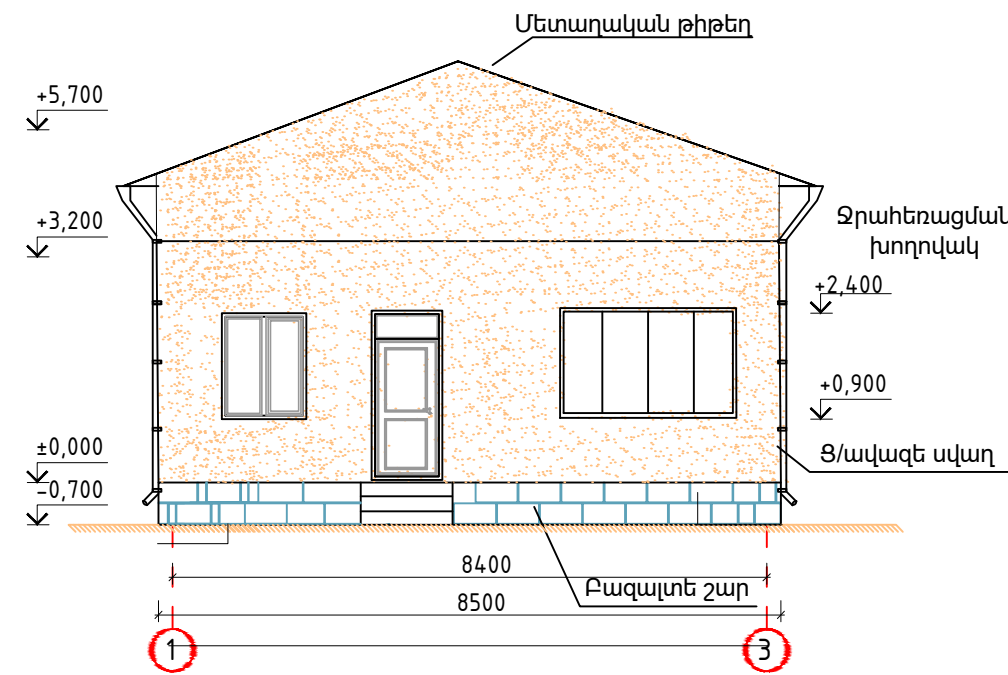 Մետաղական թիթեղ
+5,700
+3,200
Ջրահեռացման
խողովակ
+2,400
+0,900
±0,000
Ց/ավազե սվաղ
-0,700
8400
Բազալտե շար
8500
1
3